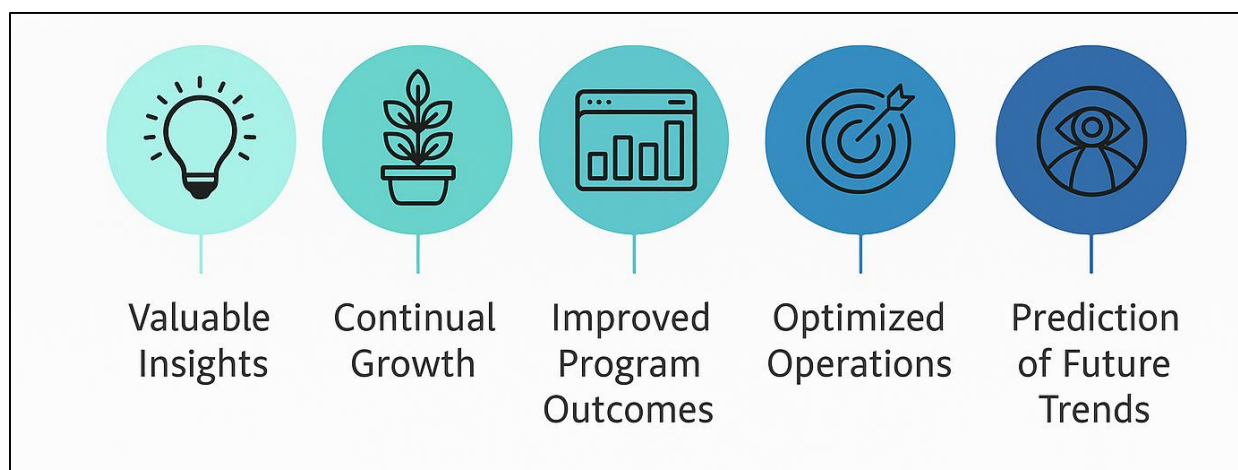 Valuable
Insights
Continual
Growth
Improved
Program
Outcomes
Optimized
Operations
Prediction
of Future
Trends